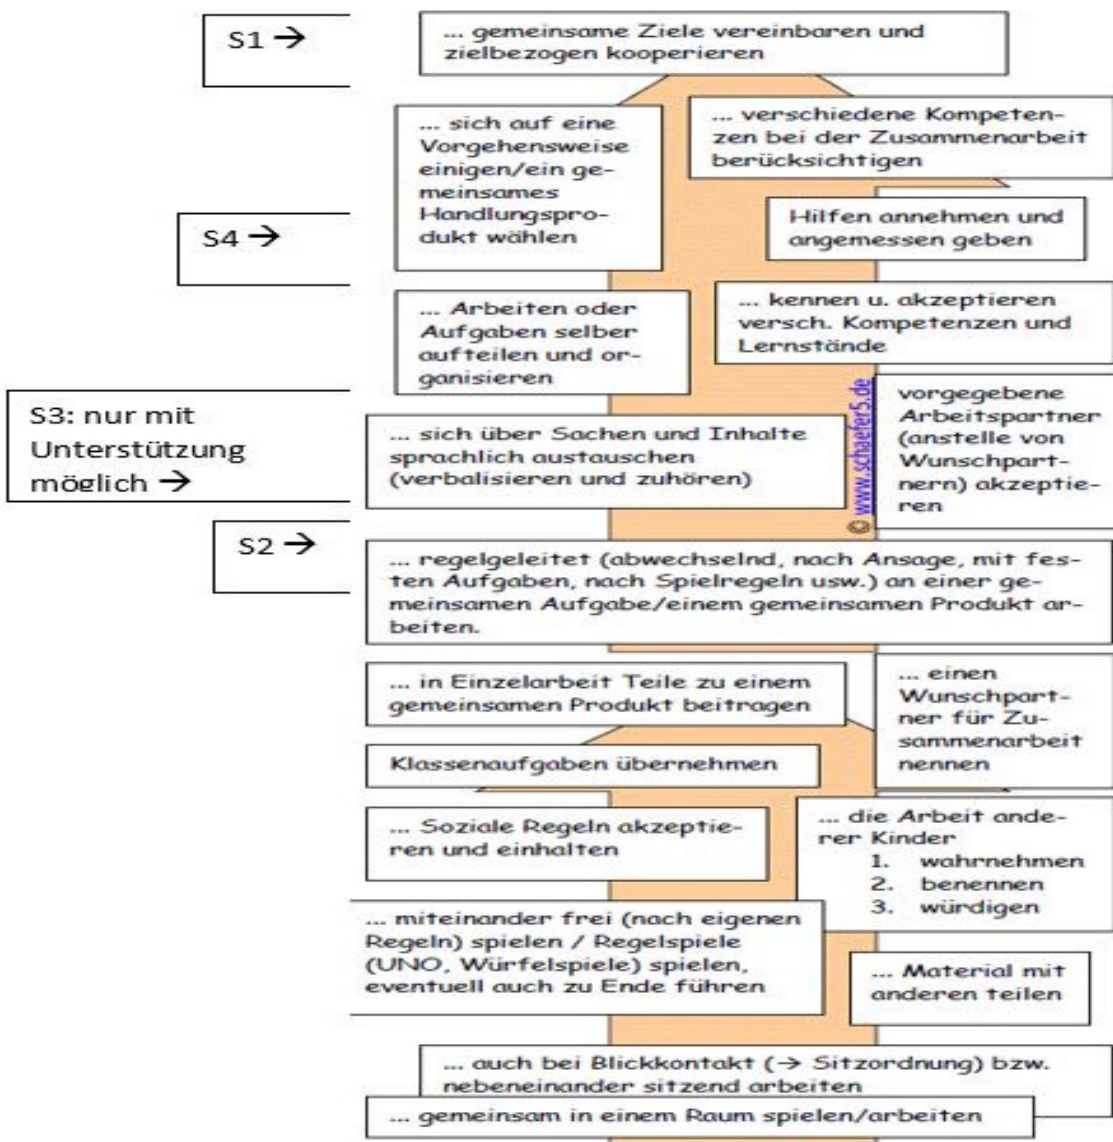 S1 →
... gemeinsame Ziele vereinbaren und
zielbezogen kooperieren
... sich auf eine
Vorgehensweise
einigen/ein ge-
meinsames
Handlungspro-
dukt wählen
... verschiedene Kompeten-
zen bei der Zusammenarbeit
berücksichtigen
S4 →
Hilfen annehmen und
angemessen geben
... Arbeiten oder
Aufgaben selber
aufteilen und or-
ganisieren
... kennen u. akzeptieren
versch. Kompetenzen und
Lernstände
S3: nur mit
Unterstützung
möglich →
... sich über Sachen und Inhalte
sprachlich austauschen
(verbalisieren und zuhören)
© www.schaefer5.de
vorgegebene
Arbeitspartner
(anstelle von
Wunschpart-
nern) akzeptie-
ren
S2 →
... regelgeleitet (abwechselnd, nach Ansage, mit fes-
ten Aufgaben, nach Spielregeln usw.) an einer ge-
meinsamen Aufgabe/einem gemeinsamen Produkt ar-
beiten.
... in Einzelarbeit Teile zu einem
gemeinsamen Produkt beitragen
... einen
Wunschpart-
ner für Zu-
sammenarbeit
nennen
Klassenaufgaben übernehmen
... Soziale Regeln akzeptie-
ren und einhalten
... die Arbeit ande-
rer Kinder
1. wahrnehmen
2. benennen
3. würdigen
... miteinander frei (nach eigenen
Regeln) spielen / Regelspiele
(UNO, Würfelspiele) spielen,
eventuell auch zu Ende führen
... Material mit
anderen teilen
... auch bei Blickkontakt (→ Sitzordnung) bzw.
nebeneinander sitzend arbeiten
... gemeinsam in einem Raum spielen/arbeiten